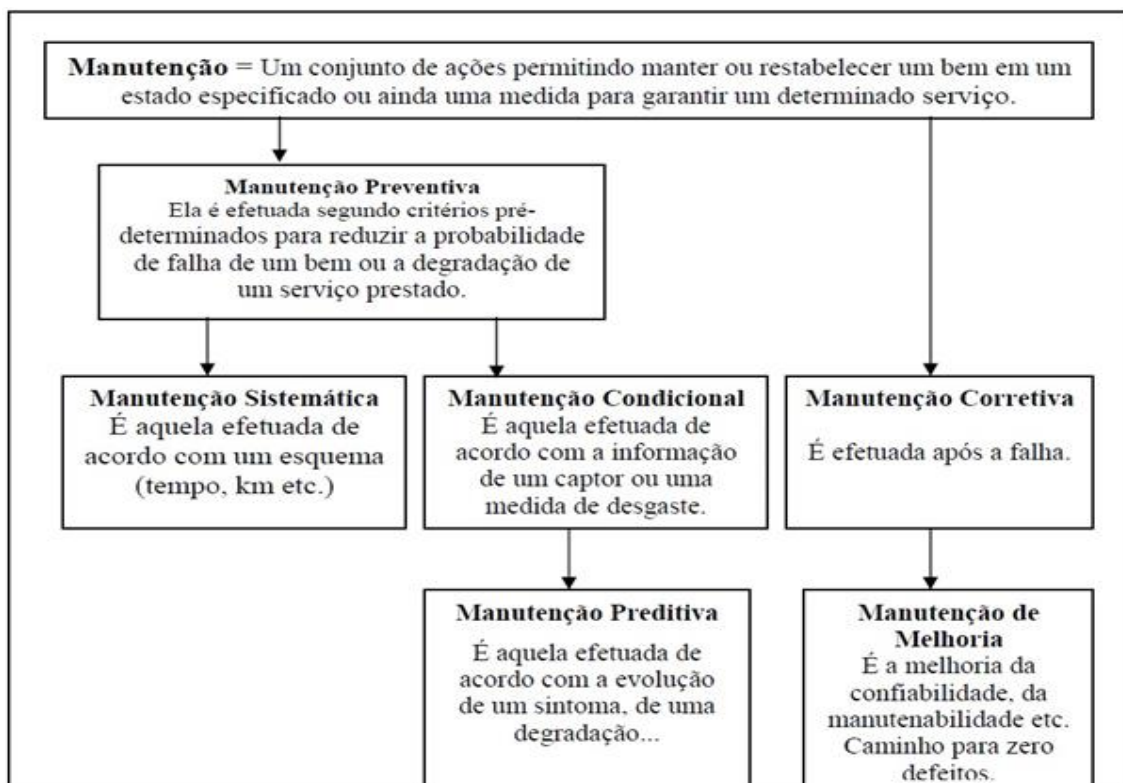 Manutenção = Um conjunto de ações permitindo manter ou restabelecer um bem em um
estado especificado ou ainda uma medida para garantir um determinado serviço.
Manutenção Preventiva
Ela é efetuada segundo critérios pré-
determinados para reduzir a probabilidade
de falha de um bem ou a degradação de
um serviço prestado.
Manutenção Sistemática
É aquela efetuada de
acordo com um esquema
(tempo, km etc.)
Manutenção Condicional
É aquela efetuada de
acordo com a informação
de um captor ou uma
medida de desgaste.
Manutenção Corretiva
É efetuada após a falha.
Manutenção Preditiva
É aquela efetuada de
acordo com a evolução
de um sintoma, de uma
degradação...
Manutenção de
Melhoria
É a melhoria da
confiabilidade, da
manutenabilidade etc.
Caminho para zero
defeitos.